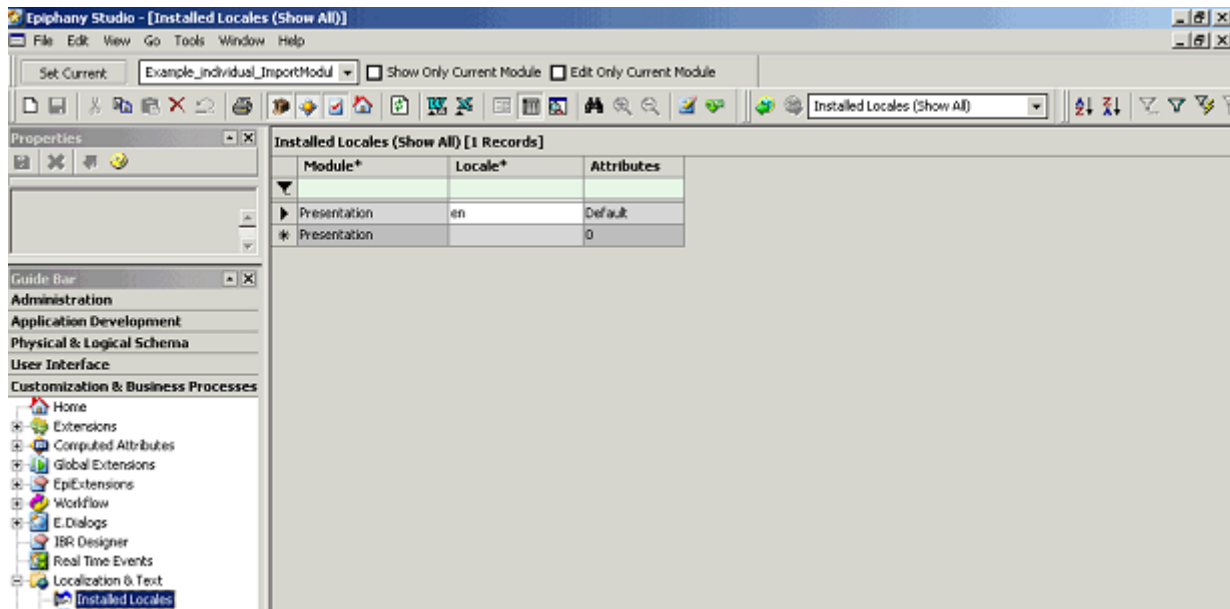 Epiphany Studio - [Installed Locales (Show All)]
File Edit View Go Tools Window Help
Set Current Example_individual_ImportModul Show Only Current Module Edit Only Current Module
Installed Locales (Show All)
Properties
Installed Locales (Show All) [1 Records]
Module* Locale* Attributes
Presentation en Default
Presentation 0
Guide Bar
Administration
Application Development
Physical & Logical Schema
User Interface
Customization & Business Processes
Home
Extensions
Computed Attributes
Global Extensions
EpiExtensions
Workflow
E.Dialogs
IBR Designer
Real Time Events
Localization & Text
Installed Locales